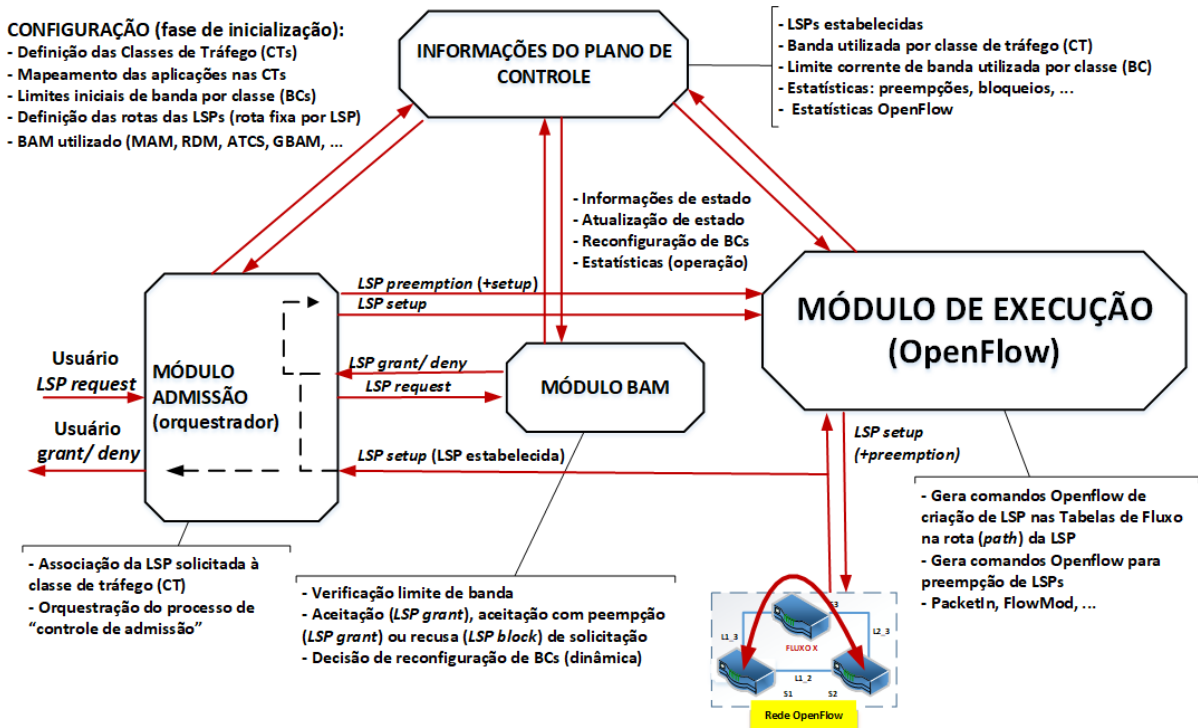 CONFIGURAÇÃO (fase de inicialização):
- Definição das Classes de Tráfego (CTs)
- Mapeamento das aplicações nas CTs
- Limites iniciais de banda por classe (BCs)
- Definição das rotas das LSPs (rota fixa por LSP)
- BAM utilizado (MAM, RDM, ATCS, GBAM, ...
INFORMAÇÕES DO PLANO DE
CONTROLE
- LSPs estabelecidas
- Banda utilizada por classe de tráfego (CT)
- Limite corrente de banda utilizada por classe (BC)
- Estatísticas: preempções, bloqueios, ...
- Estatísticas OpenFlow
- Informações de estado
- Atualização de estado
- Reconfiguração de BCs
- Estatísticas (operação)
LSP preemption (+setup)
LSP setup
MÓDULO DE EXECUÇÃO
(OpenFlow)
Usuário
LSP request
Usuário
grant/ deny
MÓDULO
ADMISSÃO
(orquestrador)
LSP grant/ deny
LSP request
MÓDULO BAM
LSP setup (LSP estabelecida)
LSP setup
(+preemption)
- Associação da LSP solicitada à
classe de tráfego (CT)
- Orquestração do processo de
“controle de admissão”
- Verificação limite de banda
- Aceitação (LSP grant), aceitação com peempção
(LSP grant) ou recusa (LSP block) de solicitação
- Decisão de reconfiguração de BCs (dinâmica)
- Gera comandos Openflow de
criação de LSP nas Tabelas de Fluxo
na rota (path) da LSP
- Gera comandos Openflow para
preempção de LSPs
- PacketIn, FlowMod, ...
S3
L1_3
L2_3
FLUXO X
L1_2
S1
S2
Rede OpenFlow